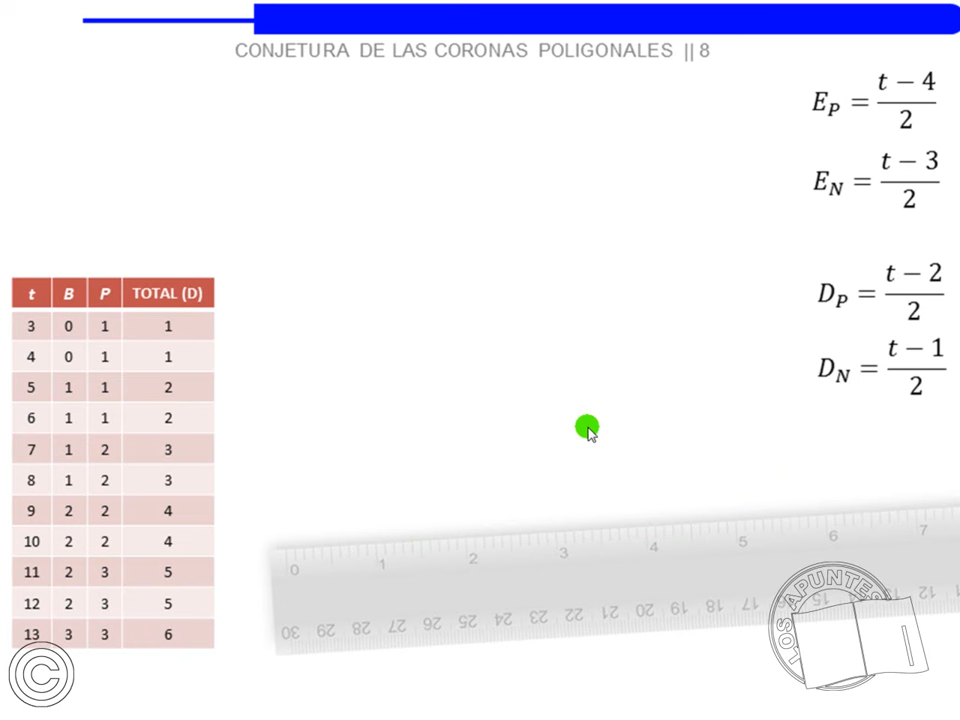 CONJETURA DE LAS CORONAS POLIGONALES || 8
E_P = (t − 4)/2
E_N = (t − 3)/2
D_P = (t − 2)/2
D_N = (t − 1)/2
t B P TOTAL (D)
3 0 1 1
4 0 1 1
5 1 1 2
6 1 1 2
7 1 2 3
8 1 2 3
9 2 2 4
10 2 2 4
11 2 3 5
12 2 3 5
13 3 3 6
0 1 2 3 4 5 6 7
30 29 28 27 26 25 24 23 22 21 20 19 18 17 15 12
LOS APUNTES
©